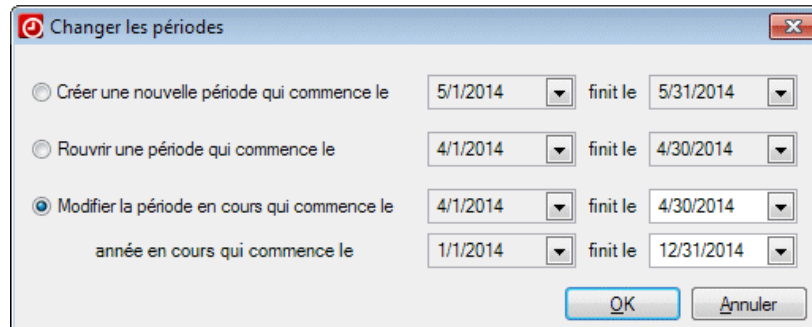 Changer les périodes
Créer une nouvelle période qui commence le 5/1/2014 finit le 5/31/2014
Rouvrir une période qui commence le 4/1/2014 finit le 4/30/2014
Modifier la période en cours qui commence le 4/1/2014 finit le 4/30/2014
année en cours qui commence le 1/1/2014 finit le 12/31/2014
OK Annuler